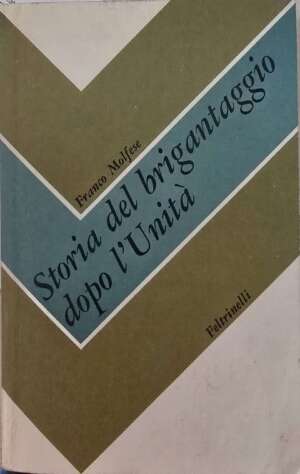 Franco Molfese
Storia del brigantaggio
dopo l'Unità
Feltrinelli